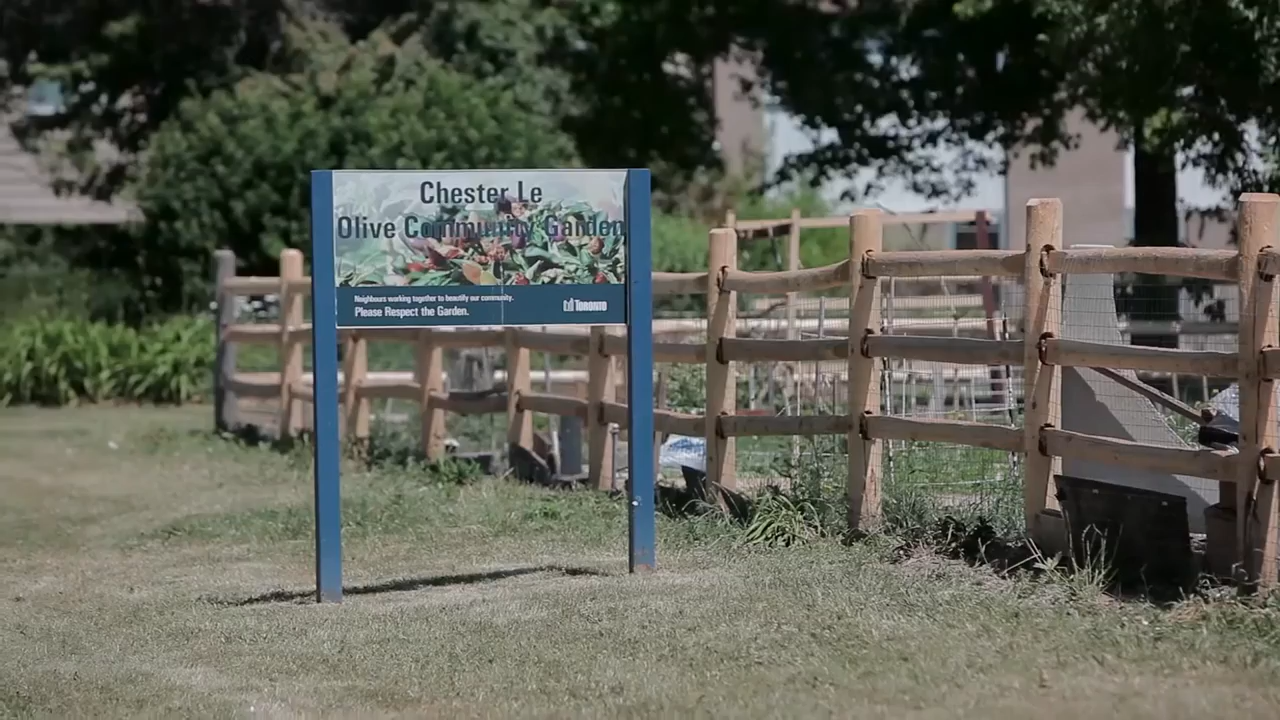 Chester Le
Olive Community Garden
Neighbours working together to beautify our community.
Please Respect the Garden.
TORONTO